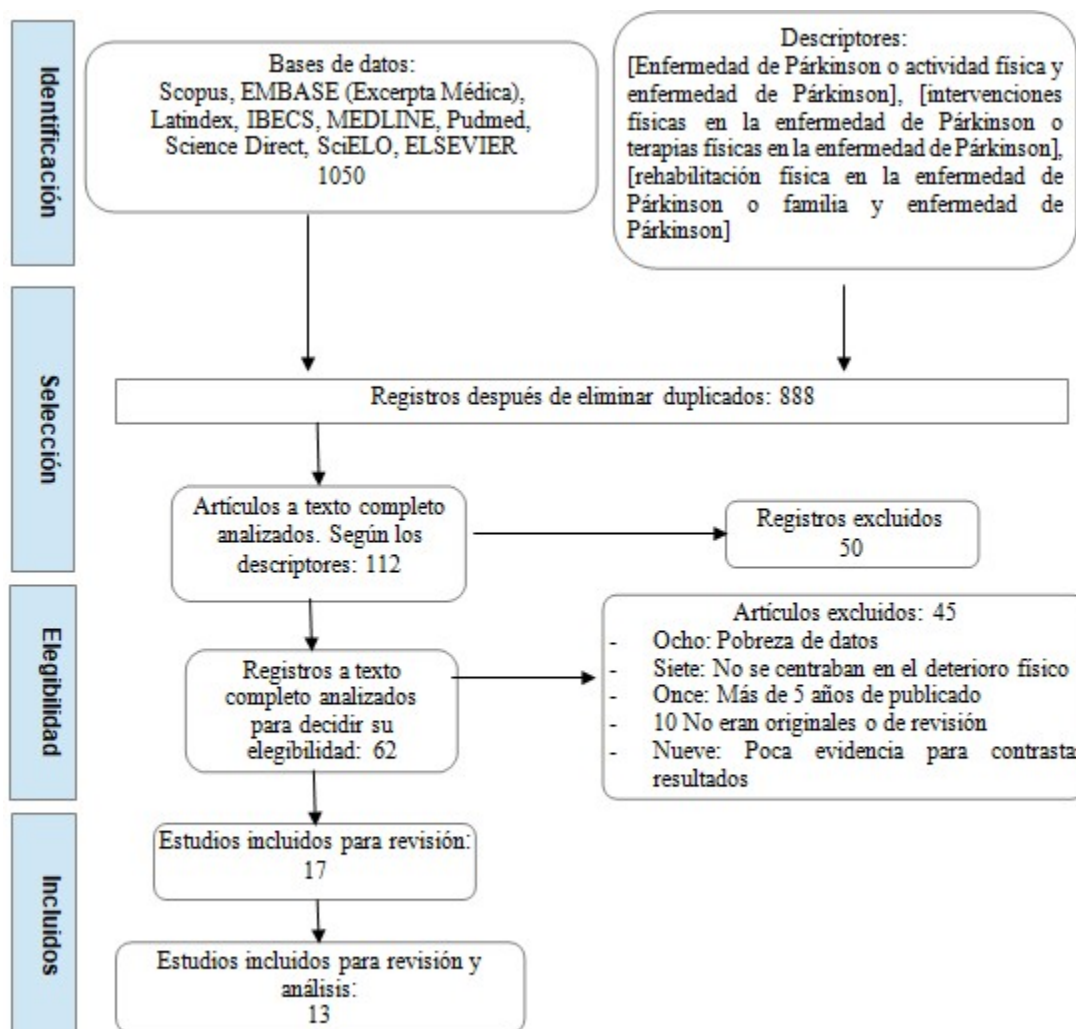 Identificación
Bases de datos:
Scopus, EMBASE (Excerpta Médica),
Latindex, IBECS, MEDLINE, Pudmed,
Science Direct, SciELO, ELSEVIER
1050
Descriptores:
[Enfermedad de Párkinson o actividad física y
enfermedad de Párkinson], [intervenciones
físicas en la enfermedad de Párkinson o
terapias físicas en la enfermedad de Párkinson],
[rehabilitación física en la enfermedad de
Párkinson o familia y enfermedad de
Párkinson]
Selección
Registros después de eliminar duplicados: 888
Artículos a texto completo
analizados. Según los
descriptores: 112
Registros excluidos
50
Elegibilidad
Registros a texto
completo analizados
para decidir su
elegibilidad: 62
Artículos excluidos: 45
- Ocho: Pobreza de datos
- Siete: No se centraban en el deterioro físico
- Once: Más de 5 años de publicado
- 10 No eran originales o de revisión
- Nueve: Poca evidencia para contrasta
resultados
Incluidos
Estudios incluidos para revisión:
17
Estudios incluidos para revisión y
análisis:
13